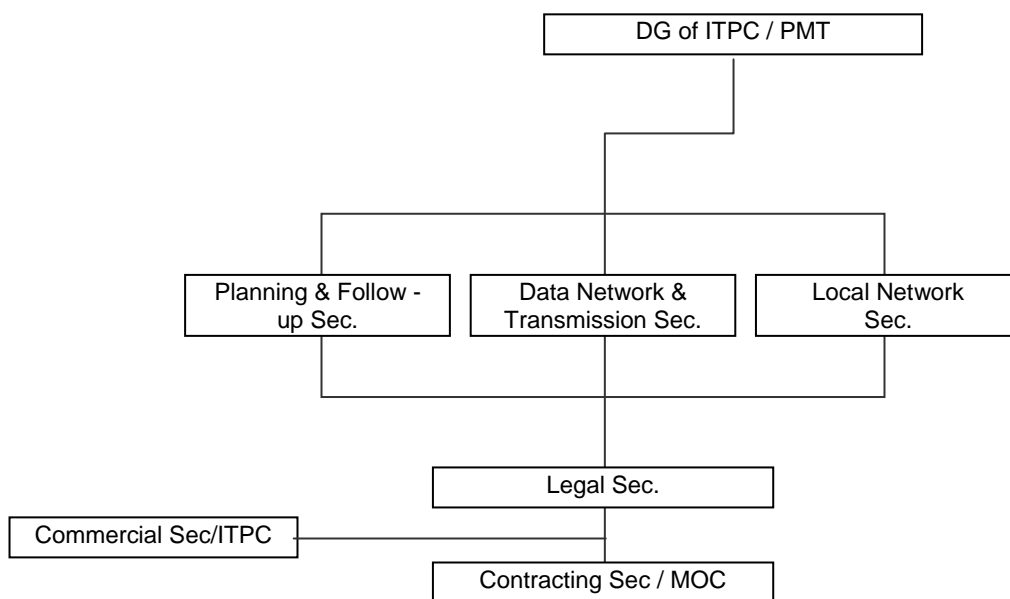 DG of ITPC / PMT
Planning & Follow -
up Sec.
Data Network &
Transmission Sec.
Local Network
Sec.
Legal Sec.
Commercial Sec/ITPC
Contracting Sec / MOC